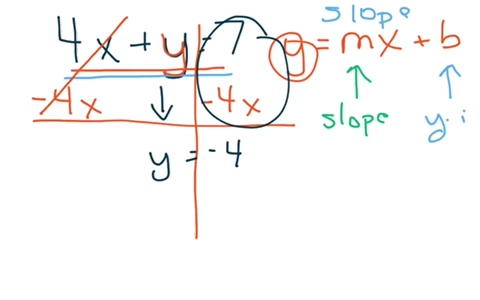 slope
4x + y = 7 y = mx + b
-4x -4x
slope y. i
y = -4